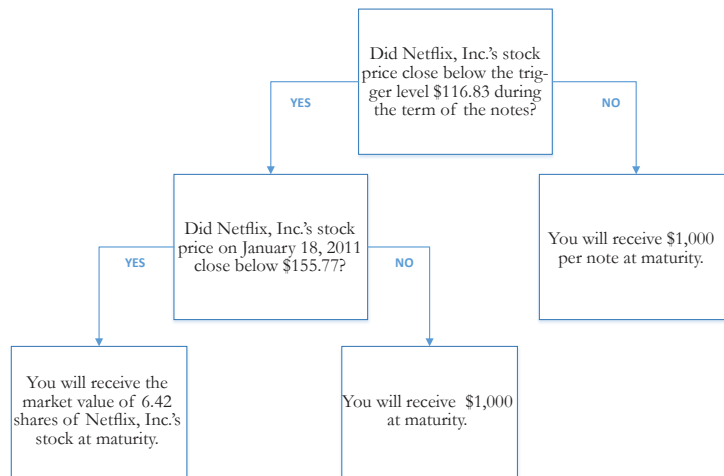 Did Netflix, Inc.'s stock
price close below the trig-
ger level $116.83 during
the term of the notes?
YES
NO
Did Netflix, Inc.'s stock
price on January 18, 2011
close below $155.77?
You will receive $1,000
per note at maturity.
YES
NO
You will receive the
market value of 6.42
shares of Netflix, Inc.'s
stock at maturity.
You will receive $1,000
at maturity.